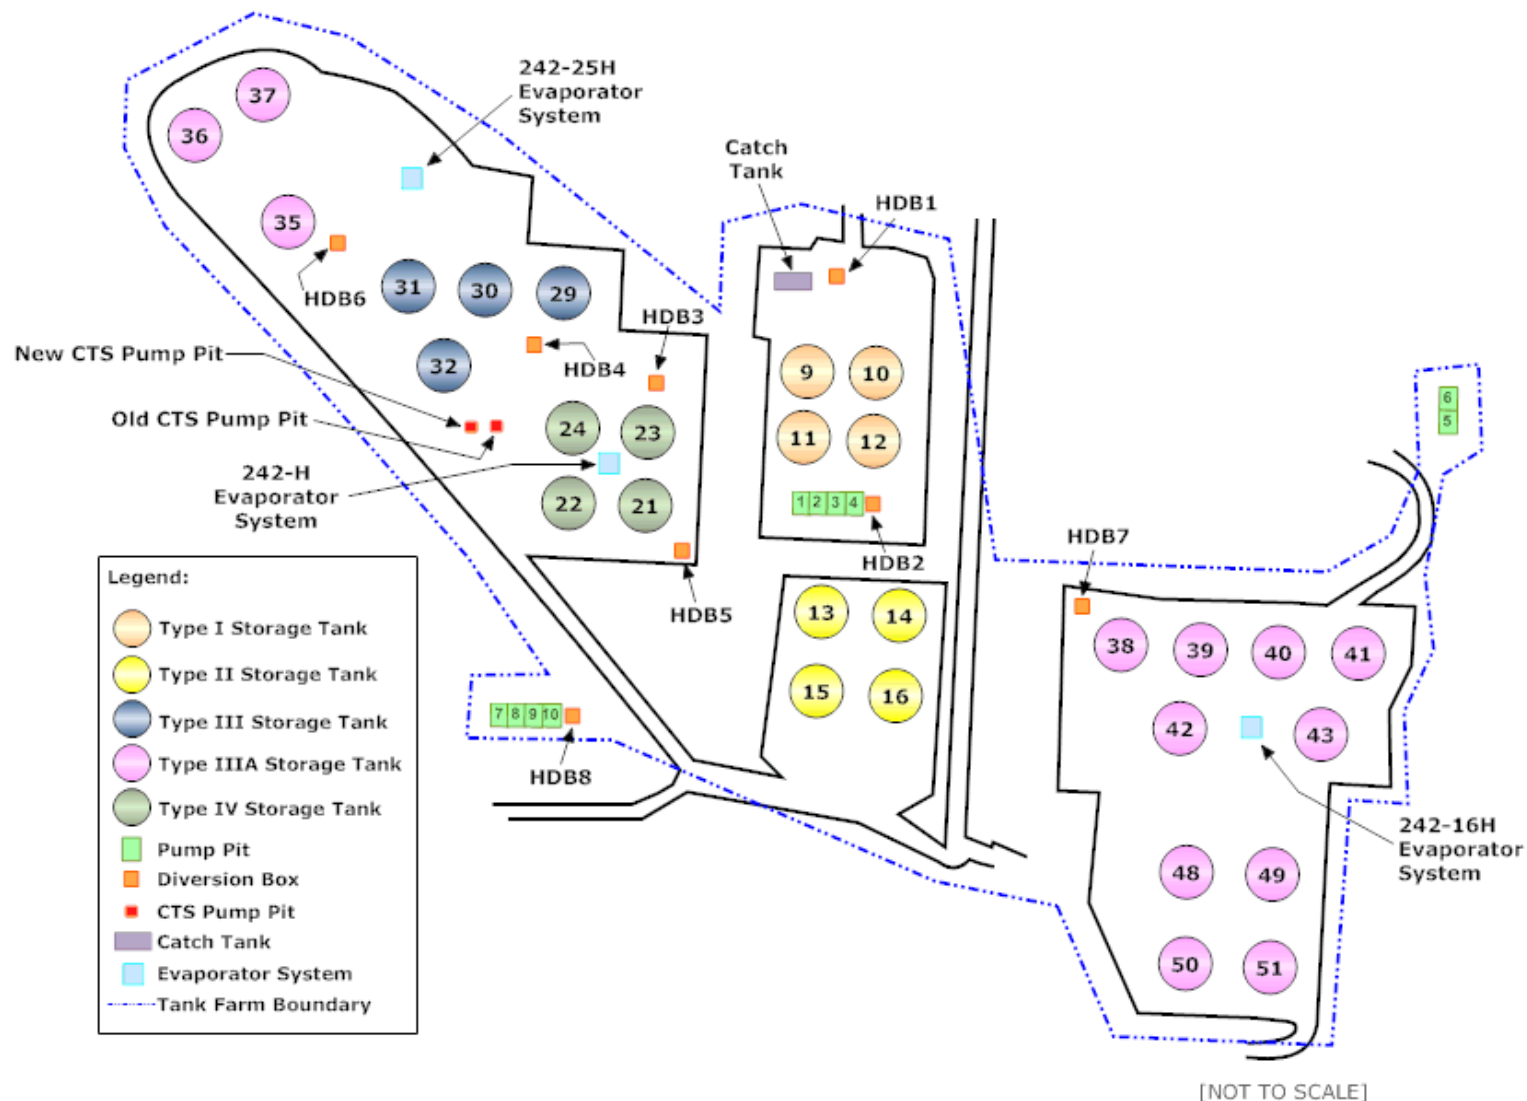 242-25H
Evaporator
System
37
36
Catch
Tank
HDB1
35
HDB6
31
30
29
HDB3
New CTS Pump Pit
32
HDB4
9
10
6
5
Old CTS Pump Pit
24
23
11
12
242-H
Evaporator
System
22
21
1 2 3 4
HDB2
HDB7
HDB5
13
14
38
39
40
41
15
16
42
43
7 8 9 10
HDB8
242-16H
Evaporator
System
48
49
50
51
Legend:
Type I Storage Tank
Type II Storage Tank
Type III Storage Tank
Type IIIA Storage Tank
Type IV Storage Tank
Pump Pit
Diversion Box
CTS Pump Pit
Catch Tank
Evaporator System
Tank Farm Boundary
[NOT TO SCALE]